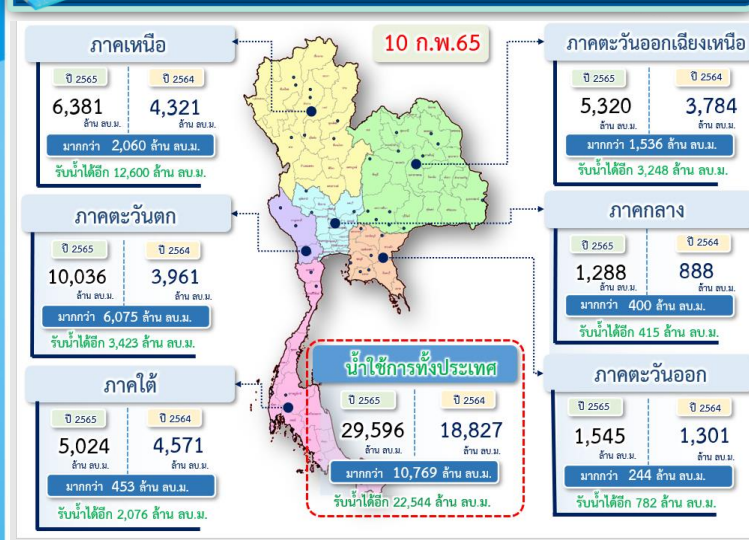 10 ก.พ.65
ภาคเหนือ
ปี 2565 ปี 2564
6,381 4,321
ล้าน ลบ.ม. ล้าน ลบ.ม.
มากกว่า 2,060 ล้าน ลบ.ม.
รับน้ำได้อีก 12,600 ล้าน ลบ.ม.
ภาคตะวันออกเฉียงเหนือ
ปี 2565 ปี 2564
5,320 3,784
ล้าน ลบ.ม. ล้าน ลบ.ม.
มากกว่า 1,536 ล้าน ลบ.ม.
รับน้ำได้อีก 3,248 ล้าน ลบ.ม.
ภาคตะวันตก
ปี 2565 ปี 2564
10,036 3,961
ล้าน ลบ.ม. ล้าน ลบ.ม.
มากกว่า 6,075 ล้าน ลบ.ม.
รับน้ำได้อีก 3,423 ล้าน ลบ.ม.
ภาคกลาง
ปี 2565 ปี 2564
1,288 888
ล้าน ลบ.ม. ล้าน ลบ.ม.
มากกว่า 400 ล้าน ลบ.ม.
รับน้ำได้อีก 415 ล้าน ลบ.ม.
ภาคใต้
ปี 2565 ปี 2564
5,024 4,571
ล้าน ลบ.ม. ล้าน ลบ.ม.
มากกว่า 453 ล้าน ลบ.ม.
รับน้ำได้อีก 2,076 ล้าน ลบ.ม.
น้ำใช้การทั้งประเทศ
ปี 2565 ปี 2564
29,596 18,827
ล้าน ลบ.ม. ล้าน ลบ.ม.
มากกว่า 10,769 ล้าน ลบ.ม.
รับน้ำได้อีก 22,544 ล้าน ลบ.ม.
ภาคตะวันออก
ปี 2565 ปี 2564
1,545 1,301
ล้าน ลบ.ม. ล้าน ลบ.ม.
มากกว่า 244 ล้าน ลบ.ม.
รับน้ำได้อีก 782 ล้าน ลบ.ม.